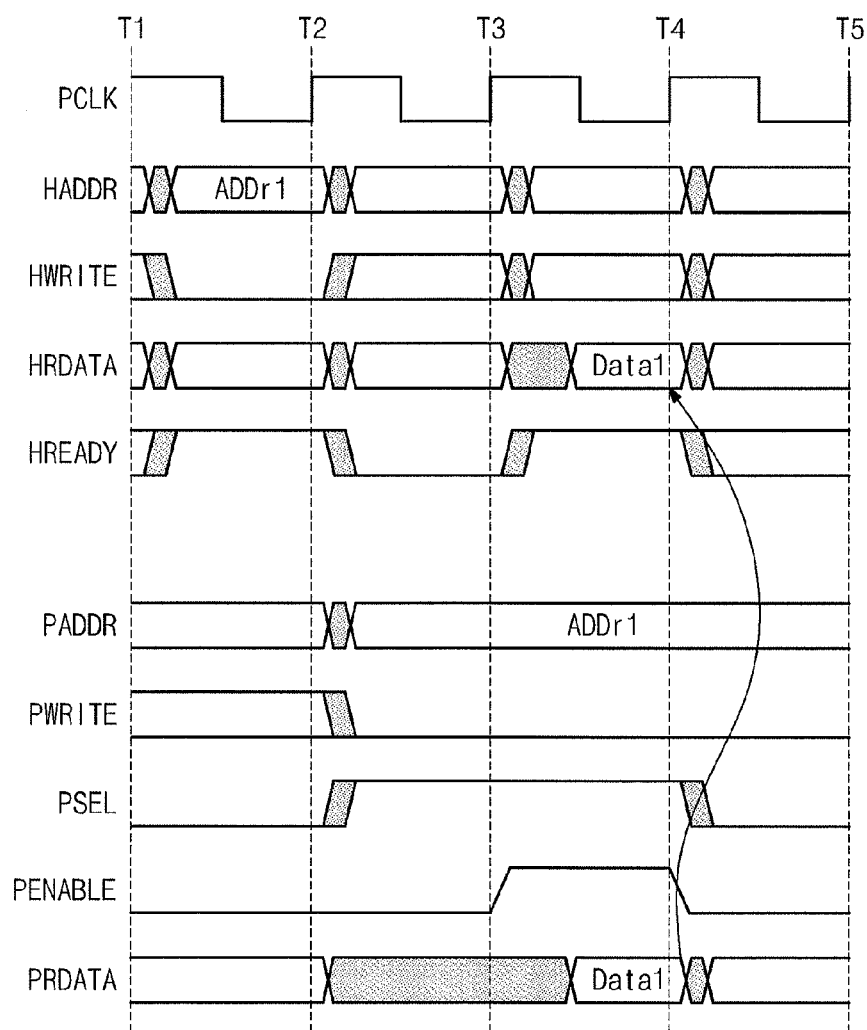 T1 T2 T3 T4 T5
PCLK
HADDR ADDr1
HWRITE
HRDATA Data1
HREADY
PADDR ADDr1
PWRITE
PSEL
PENABLE
PRDATA Data1